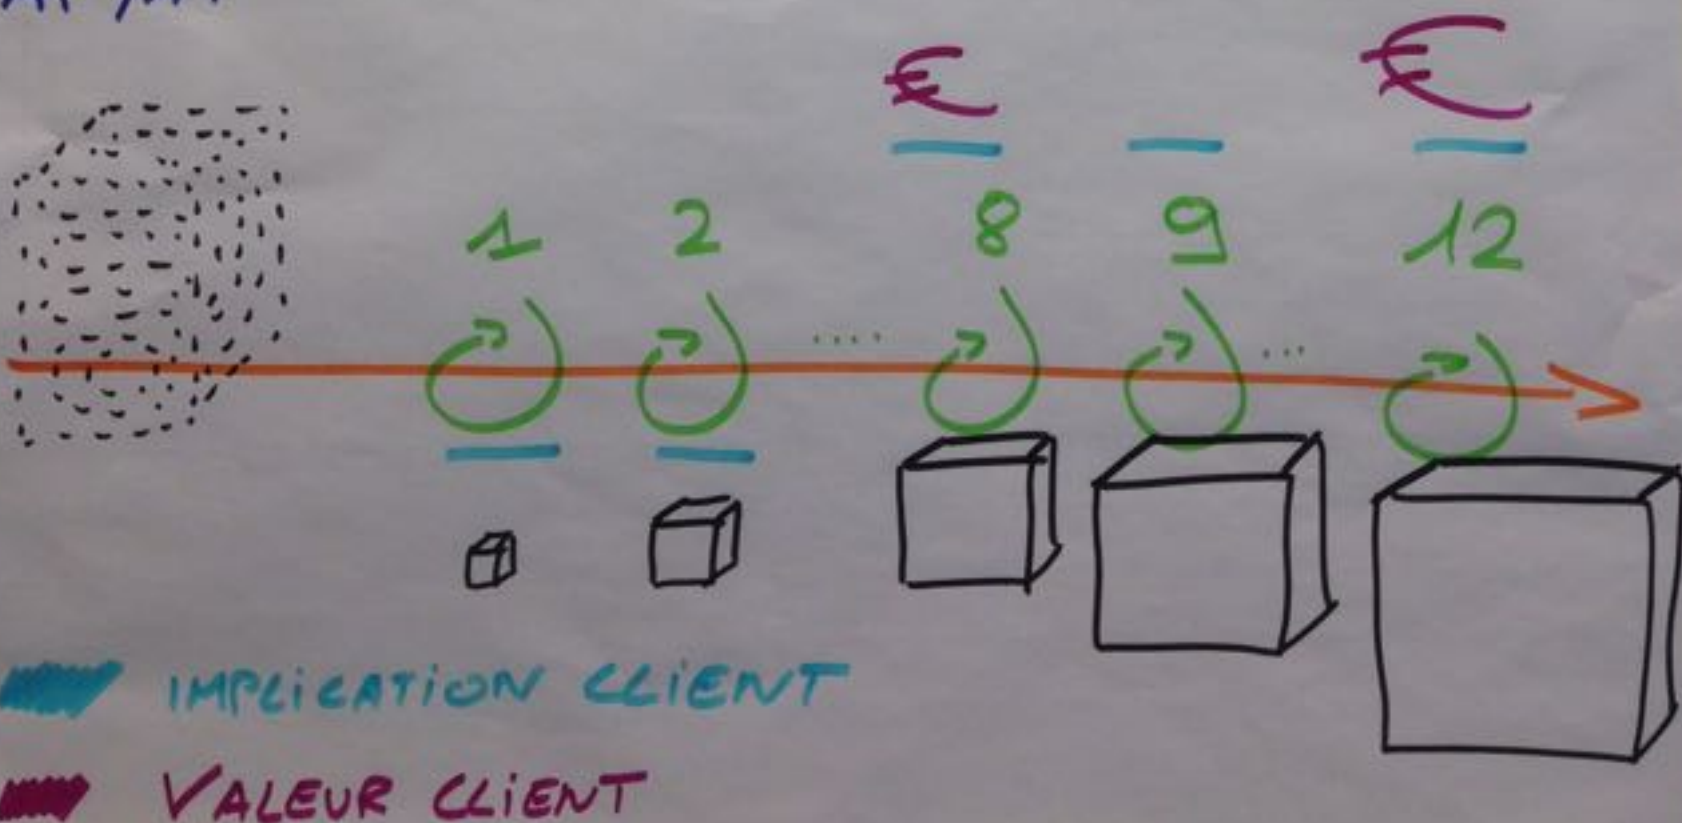 € €
1 2 .... 8 9 ... 12
IMPLiCATiON CLiENT
VALEUR CLiENT